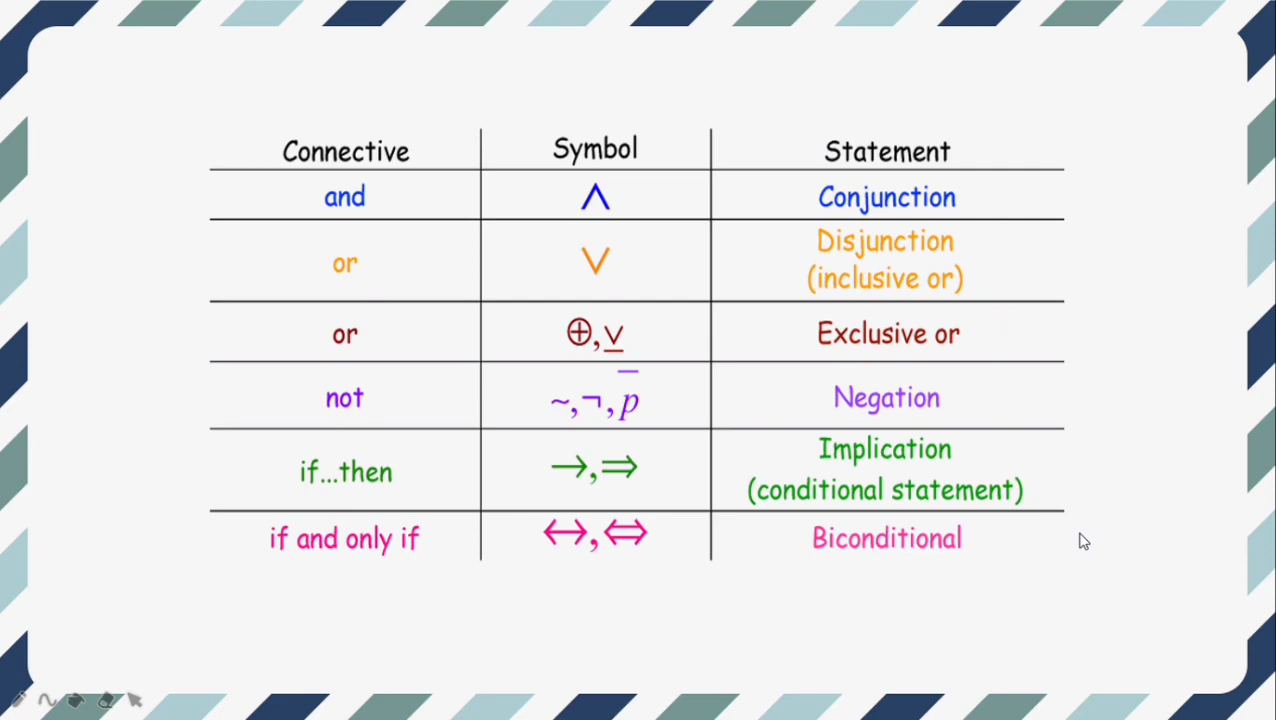 Connective Symbol Statement
and ∧ Conjunction
or ∨ Disjunction
(inclusive or)
or ⊕, ⊻ Exclusive or
not ~, ¬, p̅ Negation
if...then →, ⇒ Implication
(conditional statement)
if and only if ↔, ⇔ Biconditional